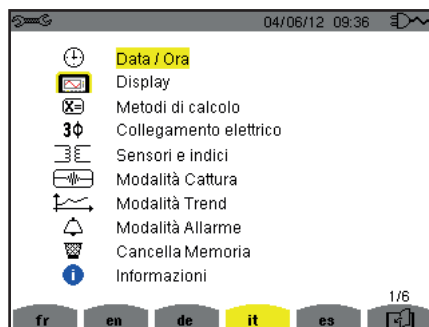 04/06/12 09:36
Data / Ora
Display
X= Metodi di calcolo
3Φ Collegamento elettrico
Sensori e indici
Modalità Cattura
Modalità Trend
Modalità Allarme
Cancella Memoria
i Informazioni
1/6
fr en de it es